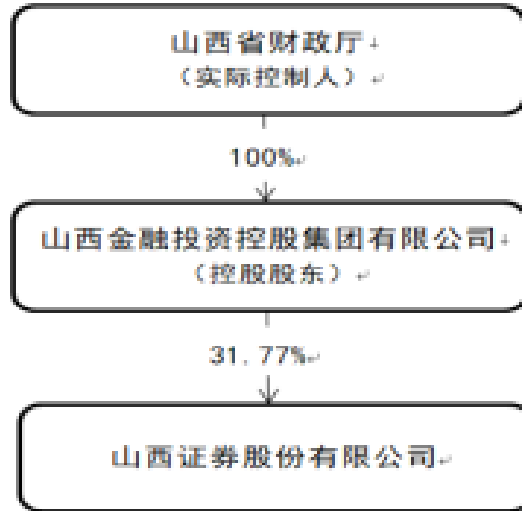 山西省财政厅
（实际控制人）
100%
山西金融投资控股集团有限公司
（控股股东）
31.77%
山西证券股份有限公司